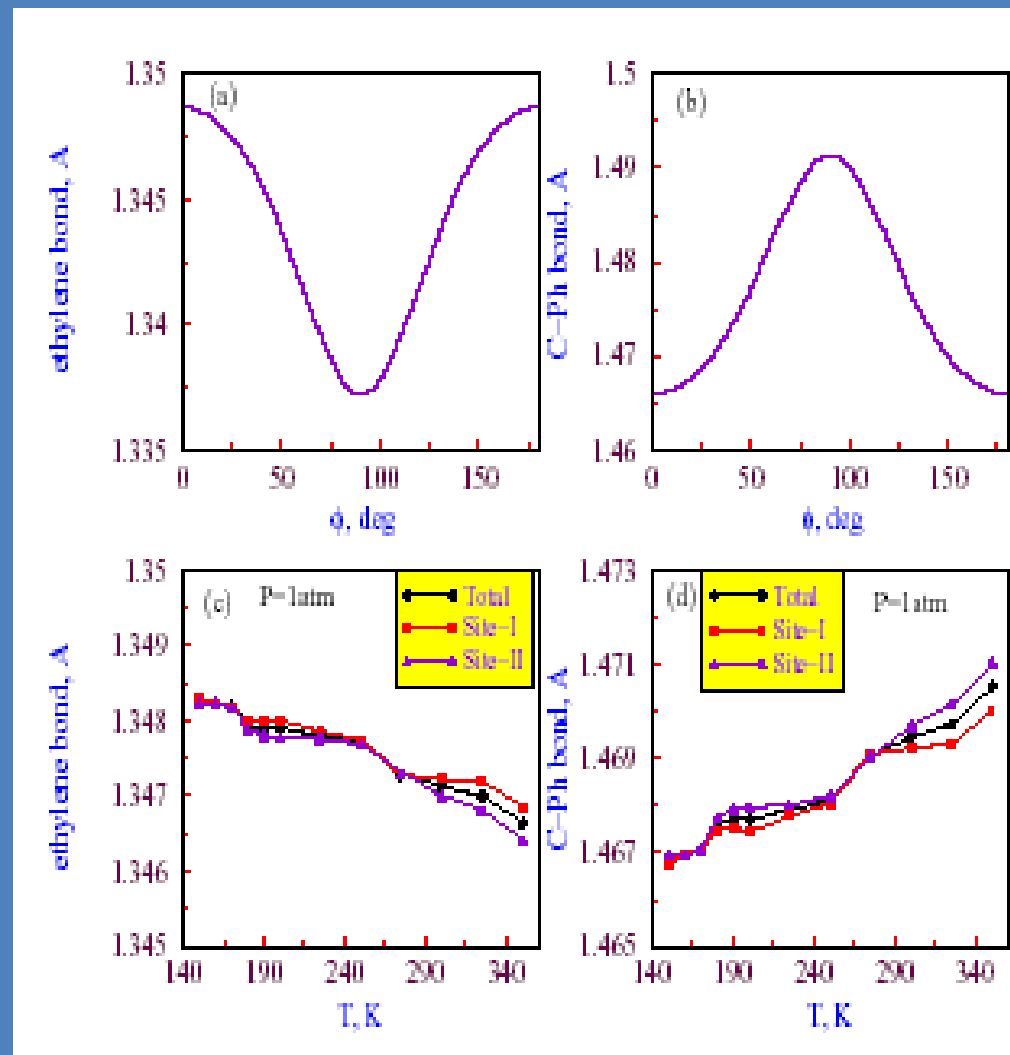 (a)
1.35
1.345
1.34
1.335
ethylene bond, A
0 50 100 150
ϕ, deg
(b)
1.5
1.49
1.48
1.47
1.46
C-Ph bond, A
0 50 100 150
ϕ, deg
(c) P=1atm
Total
Site-I
Site-II
1.35
1.349
1.348
1.347
1.346
1.345
ethylene bond, A
140 190 240 290 340
T, K
(d) P=1atm
Total
Site-I
Site-II
1.473
1.471
1.469
1.467
1.465
C-Ph bond, A
140 190 240 290 340
T, K